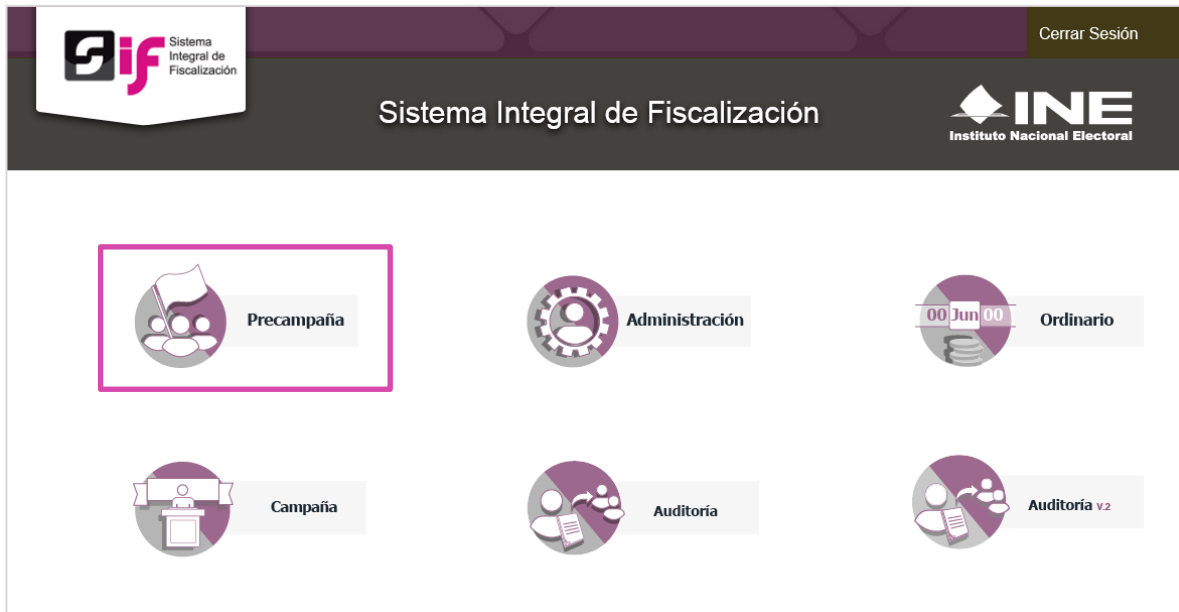 Cerrar Sesión
sif
Sistema
Integral de
Fiscalización
Sistema Integral de Fiscalización
INE
Instituto Nacional Electoral
Precampaña
Administración
00 Jun 00
Ordinario
Campaña
Auditoría
Auditoría V.2